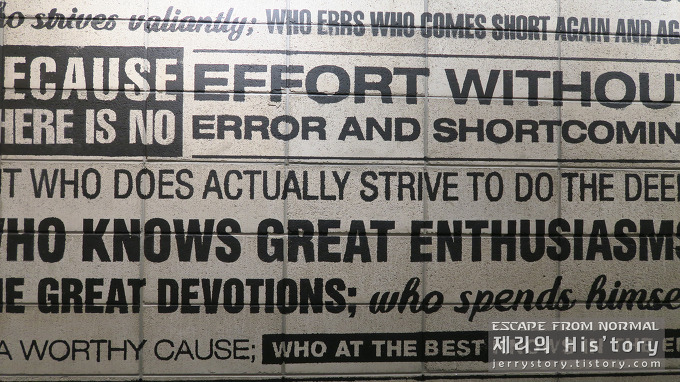 o strives valiantly; WHO ERRS WHO COMES SHORT AGAIN AND AG
ECAUSE
HERE IS NO
EFFORT WITHOU
ERROR AND SHORTCOMIN
T WHO DOES ACTUALLY STRIVE TO DO THE DEE
WHO KNOWS GREAT ENTHUSIASMS
E GREAT DEVOTIONS; who spends himse
A WORTHY CAUSE; WHO AT THE BEST
ESCAPE FROM NORMAL
제리의 His'tory
jerrystory.tistory.com